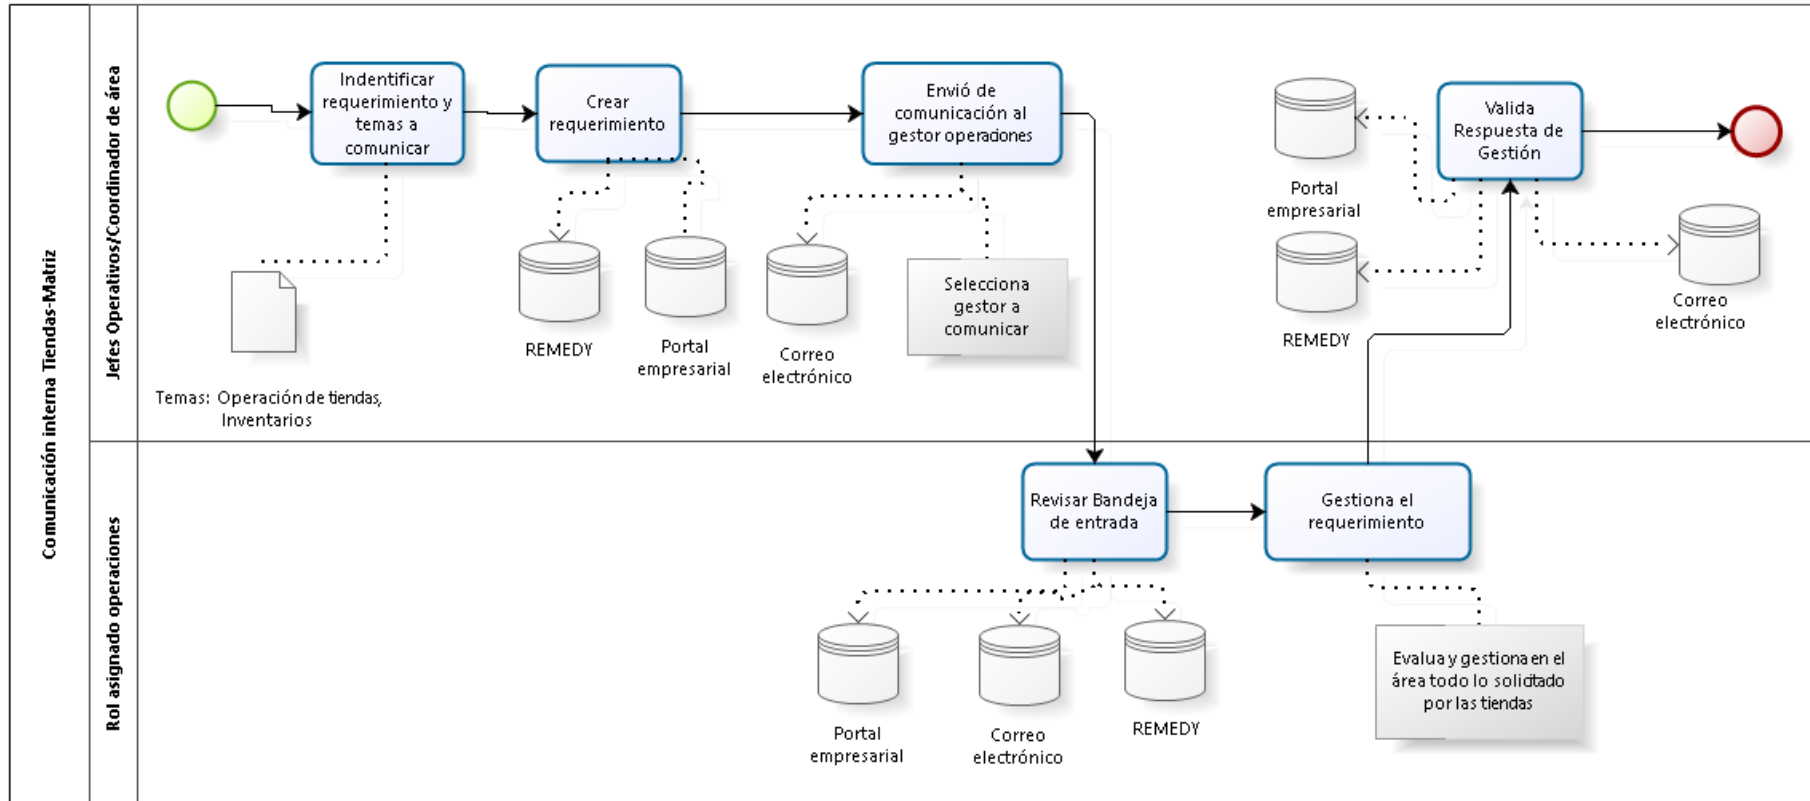 Comunicación interna Tiendas-Matriz
Jefes Operativos/Coordinador de área
Indentificar
requerimiento y
temas a
comunicar
Crear
requerimiento
Envió de
comunicación al
gestor operaciones
Valida
Respuesta de
Gestión
Temas: Operación de tiendas,
Inventarios
REMEDY
Portal
empresarial
Correo
electrónico
Selecciona
gestor a
comunicar
Portal
empresarial
REMEDY
Correo
electrónico
Rol asignado operaciones
Revisar Bandeja
de entrada
Gestiona el
requerimiento
Portal
empresarial
Correo
electrónico
REMEDY
Evalua y gestiona en el
área todo lo solicitado
por las tiendas